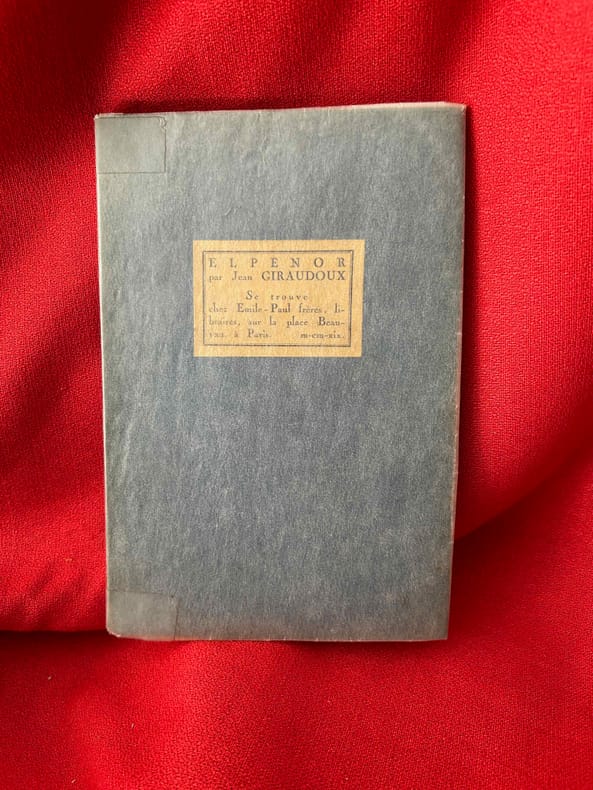 ELPENOR
par Jean GIRAUDOUX
Se trouve
chez Emile-Paul frères, li-
braires, sur la place Beau-
vau. à Paris. m-cm-xix.